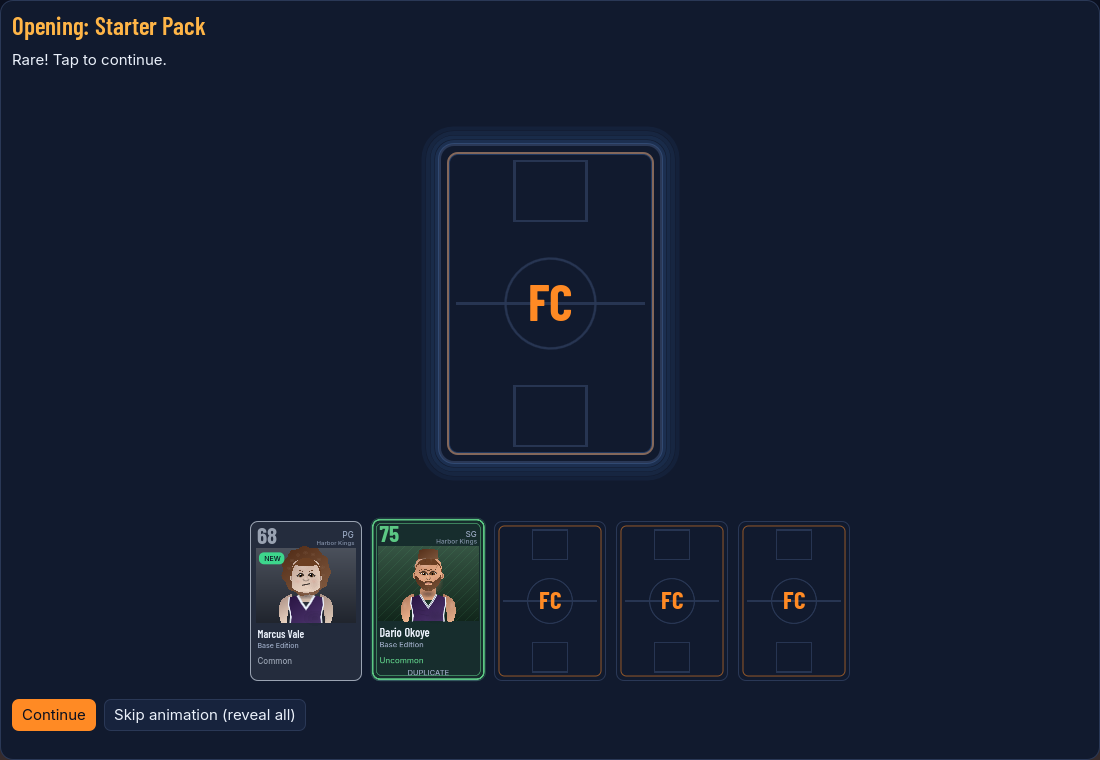 Opening: Starter Pack
Rare! Tap to continue.
FC
68
PG
Harbor Kings
NEW
Marcus Vale
Base Edition
Common
75
SG
Harbor Kings
Dario Okoye
Base Edition
Uncommon
DUPLICATE
FC
FC
FC
Continue
Skip animation (reveal all)